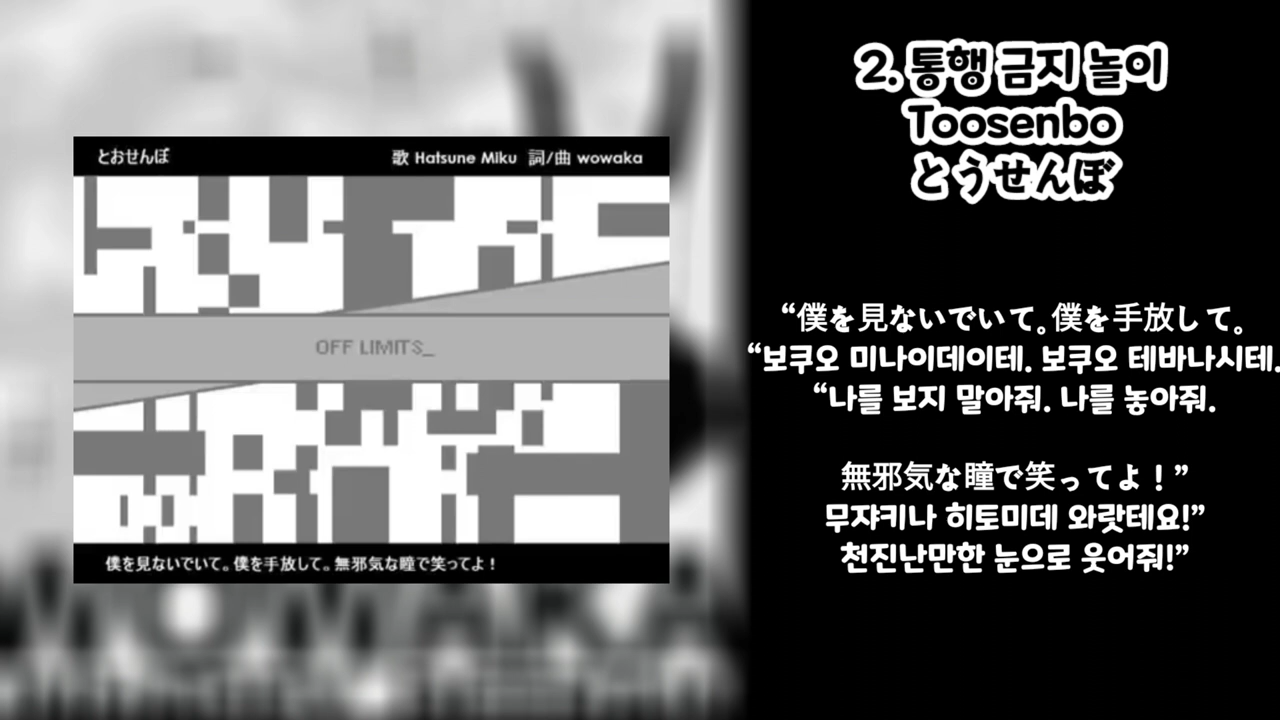 とおせんぼ
歌 Hatsune Miku 詞/曲 wowaka
OFF LIMITS_
僕を見ないでいて。僕を手放して。無邪気な瞳で笑ってよ！
2. 통행 금지 놀이
Toosenbo
とうせんぼ
“僕を見ないでいて。僕を手放して。
“보쿠오 미나이데이테. 보쿠오 테바나시테.
“나를 보지 말아줘. 나를 놓아줘.
無邪気な瞳で笑ってよ！”
무쟈키나 히토미데 와랏테요!”
천진난만한 눈으로 웃어줘!”